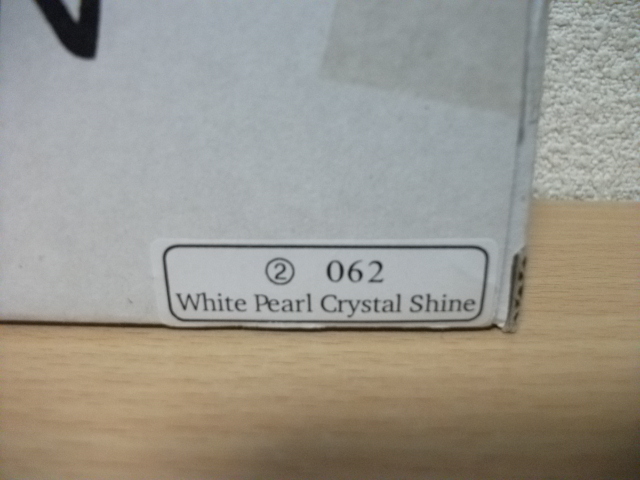 ② 062
White Pearl Crystal Shine